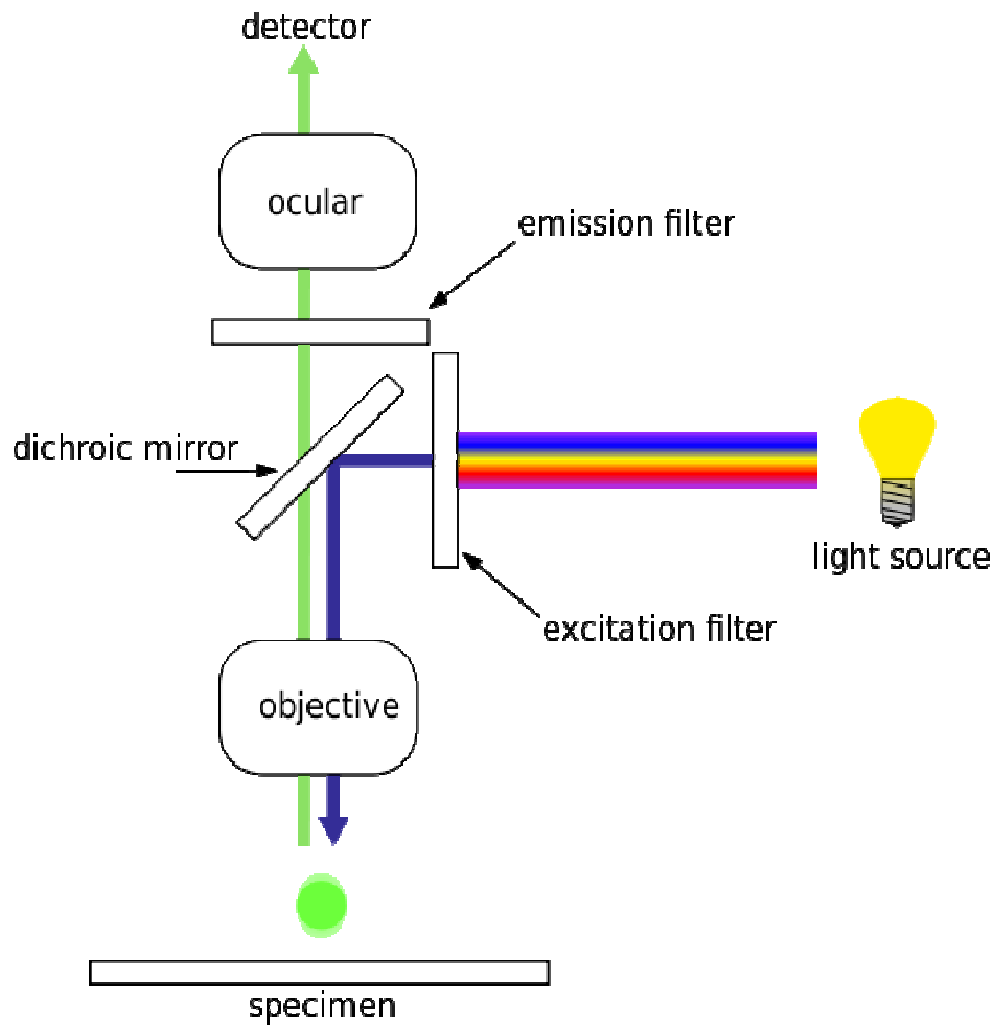 detector
ocular
emission filter
dichroic mirror
light source
excitation filter
objective
specimen